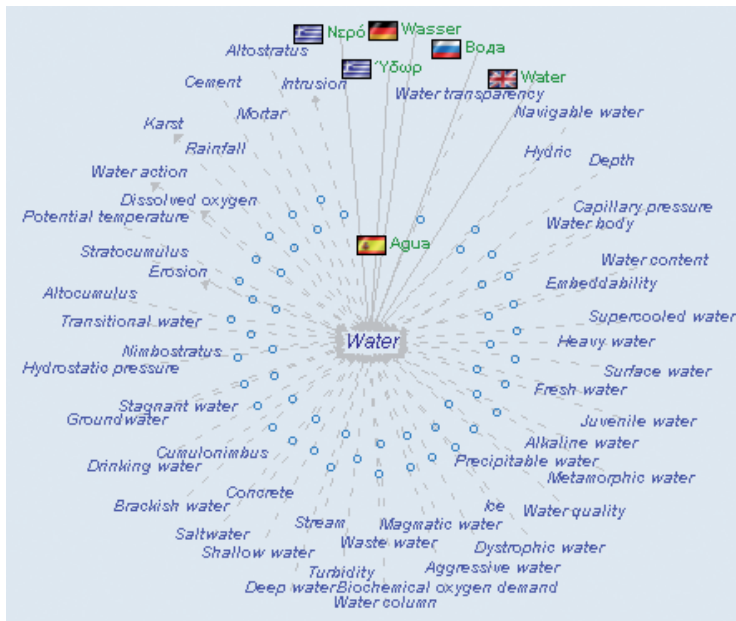 Νερό
Wasser
Вода
Altostratus
Ύδωρ
Water
Cement
Intrusion
Water transparency
Mortar
Navigable water
Karst
Rainfall
Hydric
Depth
Water action
Dissolved oxygen
Capillary pressure
Potential temperature
Water body
Agua
Stratocumulus
Water content
Erosion
Embeddability
Altocumulus
Transitional water
Supercooled water
Water
Heavy water
Nimbostratus
Hydrostatic pressure
Surface water
Fresh water
Stagnant water
Groundwater
Juvenile water
Alkaline water
Cumulonimbus
Drinking water
Precipitable water
Metamorphic water
Concrete
Brackish water
Ice
Water quality
Saltwater
Stream
Magmatic water
Shallow water
Waste water
Dystrophic water
Turbidity
Aggressive water
Deep water
Biochemical oxygen demand
Water column